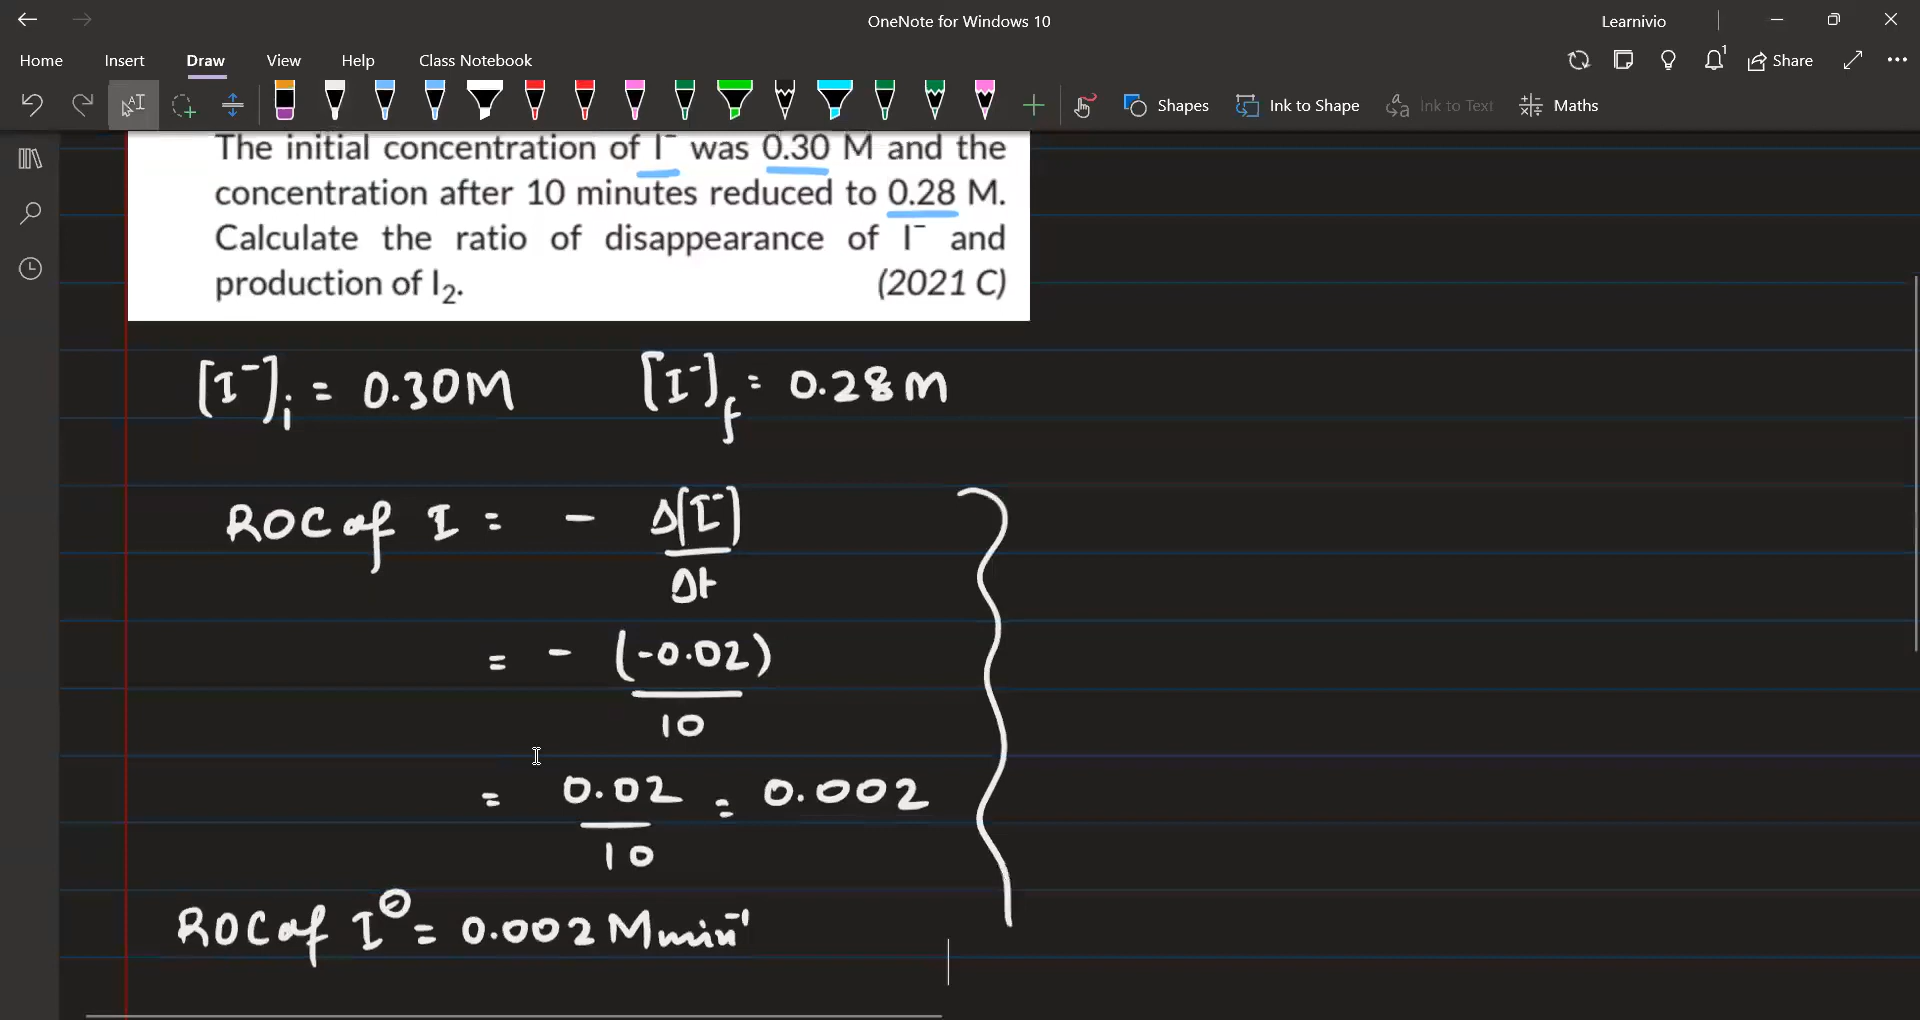 OneNote for Windows 10
Learnivio
Home Insert Draw View Help Class Notebook
1
Share
Shapes Ink to Shape Ink to Text Maths
The initial concentration of I⁻ was 0.30 M and the
concentration after 10 minutes reduced to 0.28 M.
Calculate the ratio of disappearance of I⁻ and
production of I₂. (2021 C)
[I⁻]i = 0.30M [I⁻]f = 0.28M
ROC of I = - Δ[I⁻]
Δt
= - (-0.02)
10
= 0.02 = 0.002
10
ROC of I⊖ = 0.002 M min⁻¹